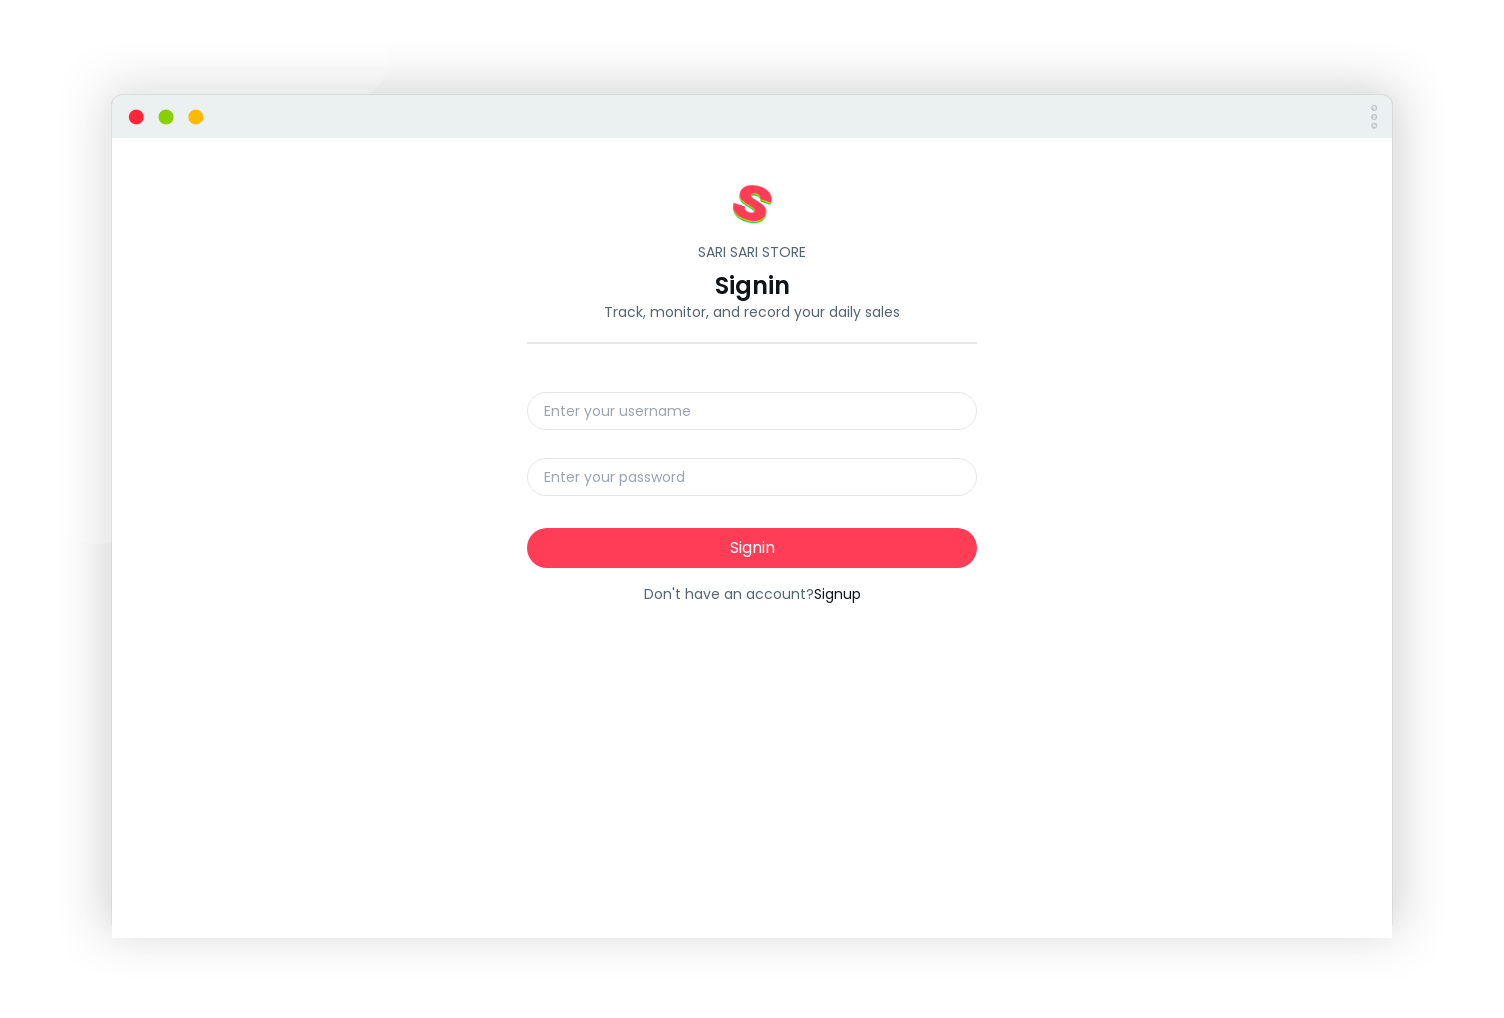 S
SARI SARI STORE
Signin
Track, monitor, and record your daily sales
Enter your username
Enter your password
Signin
Don't have an account?Signup